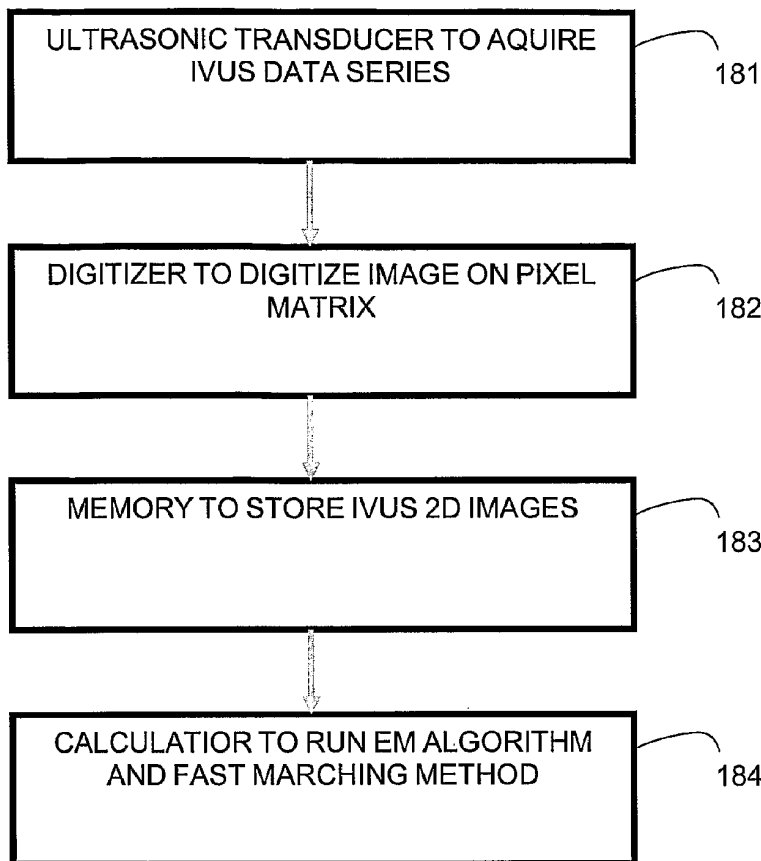 ULTRASONIC TRANSDUCER TO AQUIRE
IVUS DATA SERIES
181
DIGITIZER TO DIGITIZE IMAGE ON PIXEL
MATRIX
182
MEMORY TO STORE IVUS 2D IMAGES
183
CALCULATIOR TO RUN EM ALGORITHM
AND FAST MARCHING METHOD
184